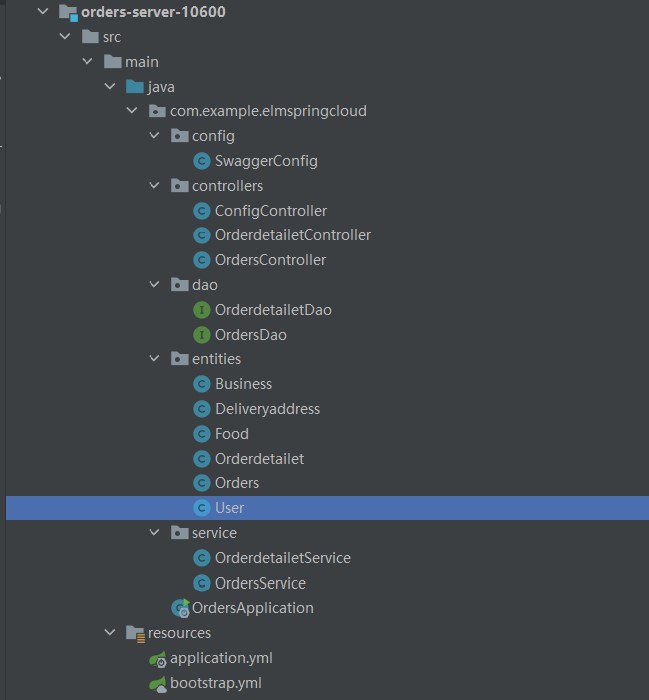 orders-server-10600
src
main
java
com.example.elmspringcloud
config
SwaggerConfig
controllers
ConfigController
OrderdetailetController
OrdersController
dao
OrderdetailetDao
OrdersDao
entities
Business
Deliveryaddress
Food
Orderdetailet
Orders
User
service
OrderdetailetService
OrdersService
OrdersApplication
resources
application.yml
bootstrap.yml